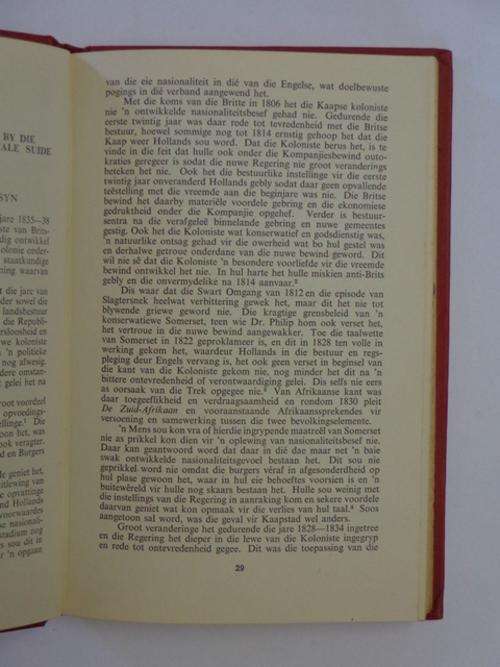 BY DIE
ALE SUIDE
SYN
jare 1835—38
van die eie nasionaliteit in dié van die Engelse, wat doelbewuste
pogings in dié verband aangewend het.
Met die koms van die Britte in 1806 het die Kaapse koloniste
nie 'n ontwikkelde nasionaliteitsbesef gehad nie. Gedurende die
eerste twintig jare was daar rede tot tevredenheid met die Britse
bestuur, hoewel sommige nog tot 1814 ernstig gehoop het dat die
Kaap weer Hollands sou word. Dat die Koloniste berus het, is te
vinde in die feit dat hulle ook onder die Kompanjiesbewind outo-
kraties geregeer is sodat die nuwe Regering nie groot veranderings
beteken het nie. Ook het die bestuurlike instellinge vir die eerste
twintig jaar onveranderd Hollands gebly sodat daar geen opvallende
teëstelling met die vreemde aan die beginjare was nie. Die Britse
bewind het daarby materiële voordele gebring en die ekonomiese
gedruktheid onder die Kompanje opgehef. Verder is bestuur-
sentra na die verafgeleë binnelande gebring en nuwe gemeentes
gestig. Ook het die Koloniste wat konserwatief en godsdienstig was,
'n natuurlike ontsag gehad vir die owerheid wat bo hul gestel was
en derhalwe getroue onderdane van die nuwe bewind geword. Dit
wil nie sê dat die Koloniste 'n besondere voorliefde vir die vreemde
bewind ontwikkel het nie. In hul harte het hulle miskien anti-Brits
gebly en die onvermydelike na 1814 aanvaar.
Dis waar dat die Swart Omgang van 1812 en die episode van
Slagtersnek heelwat verbittering gewek het, maar dit het nie tot
blywende griewe geword nie. Die kragtige grensbeleid van 'n
konserwatiewe Somerset, teen wie Dr. Philip hom ook verset het,
het vertroue in die nuwe bewind aangewakker. Toe die taalwette
van Somerset in 1822 geproklameer is, en dit in 1828 ten volle in
werking gekom het, waardeur Hollands in die bestuur en regs-
pleging deur Engels vervang is, het ook geen verset in beginsel van
die kant van die Koloniste gekom nie, nog minder het dit na 'n
bittere ontevredenheid of verontwaardiging gelei. Dis selfs nie eers
as oorsaak van die Trek opgegee nie. Van Afrikaanse kant was
daar toegeeflikheid en verdraagsaamheid en rondom 1830 pleit
De Zuid-Afrikaan en vooraanstaande Afrikaanssprekendes vir
versoening en samewerking tussen die twee bevolkingselemente.
'n Mens sou kon vra of hierdie ingrypende maatreël van Somerset
nie as prikkel kon dien vir 'n oplewing van nasionaliteitsbesef nie.
Daar kan geantwoord word dat daar in dié dae maar net 'n baie
swak ontwikkelde nasionaliteitsgevoel bestaan het. Dit sou nie
geprikkel word nie omdat die burgers véraf in afgesonderdheid op
hul plase gewoon het, waar in hul eie behoeftes voorsien is en 'n
buitewêreld vir hulle nog skaars bestaan het. Hulle sou weinig met
die instellings van die Regering in aanraking kom en sekere voordele
daarvan geniet wat kon opmaak vir die verlies van hul taal. Soos
aangetoon sal word, was die geval vir Kaapstad wel anders.
Groot veranderinge het gedurende die jare 1828—1834 ingetree
en die Regering het dieper in die lewe van die Koloniste ingegryp
en rede tot ontevredenheid gegee. Dit was die toepassing van die
29